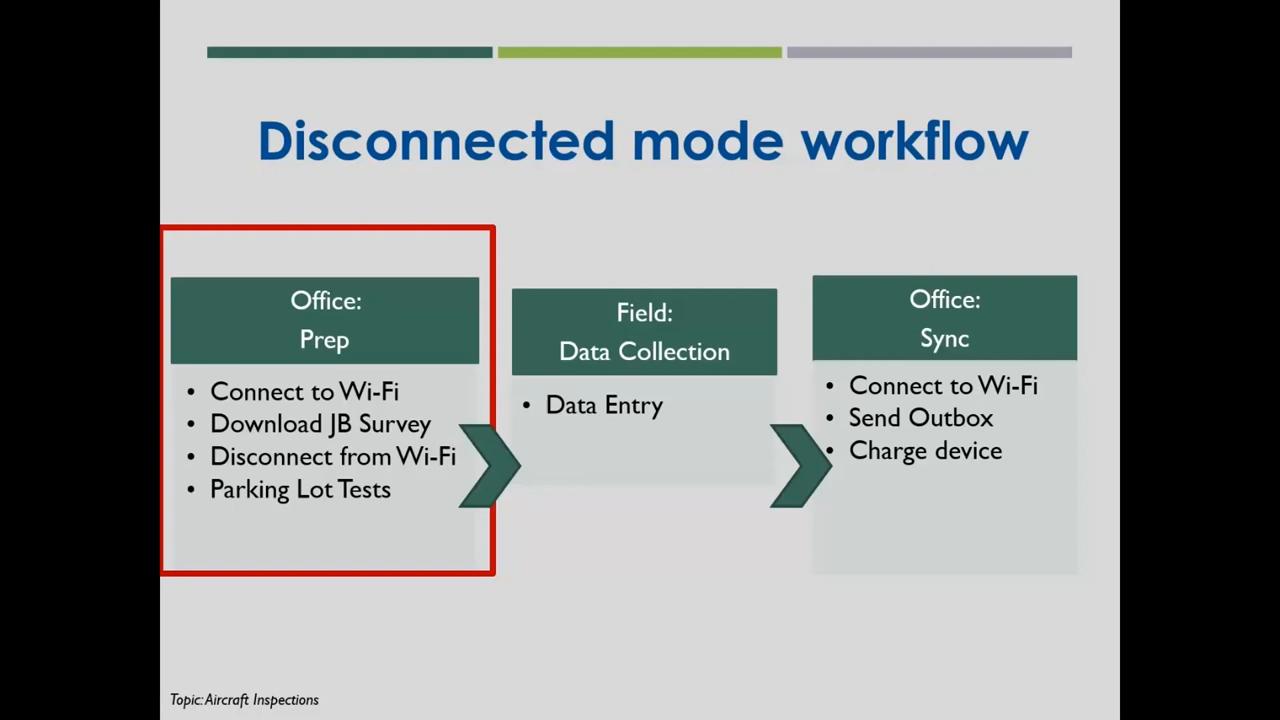 Disconnected mode workflow
Office:
Prep
• Connect to Wi-Fi
• Download JB Survey
• Disconnect from Wi-Fi
• Parking Lot Tests
Field:
Data Collection
• Data Entry
Office:
Sync
• Connect to Wi-Fi
• Send Outbox
• Charge device
Topic: Aircraft Inspections